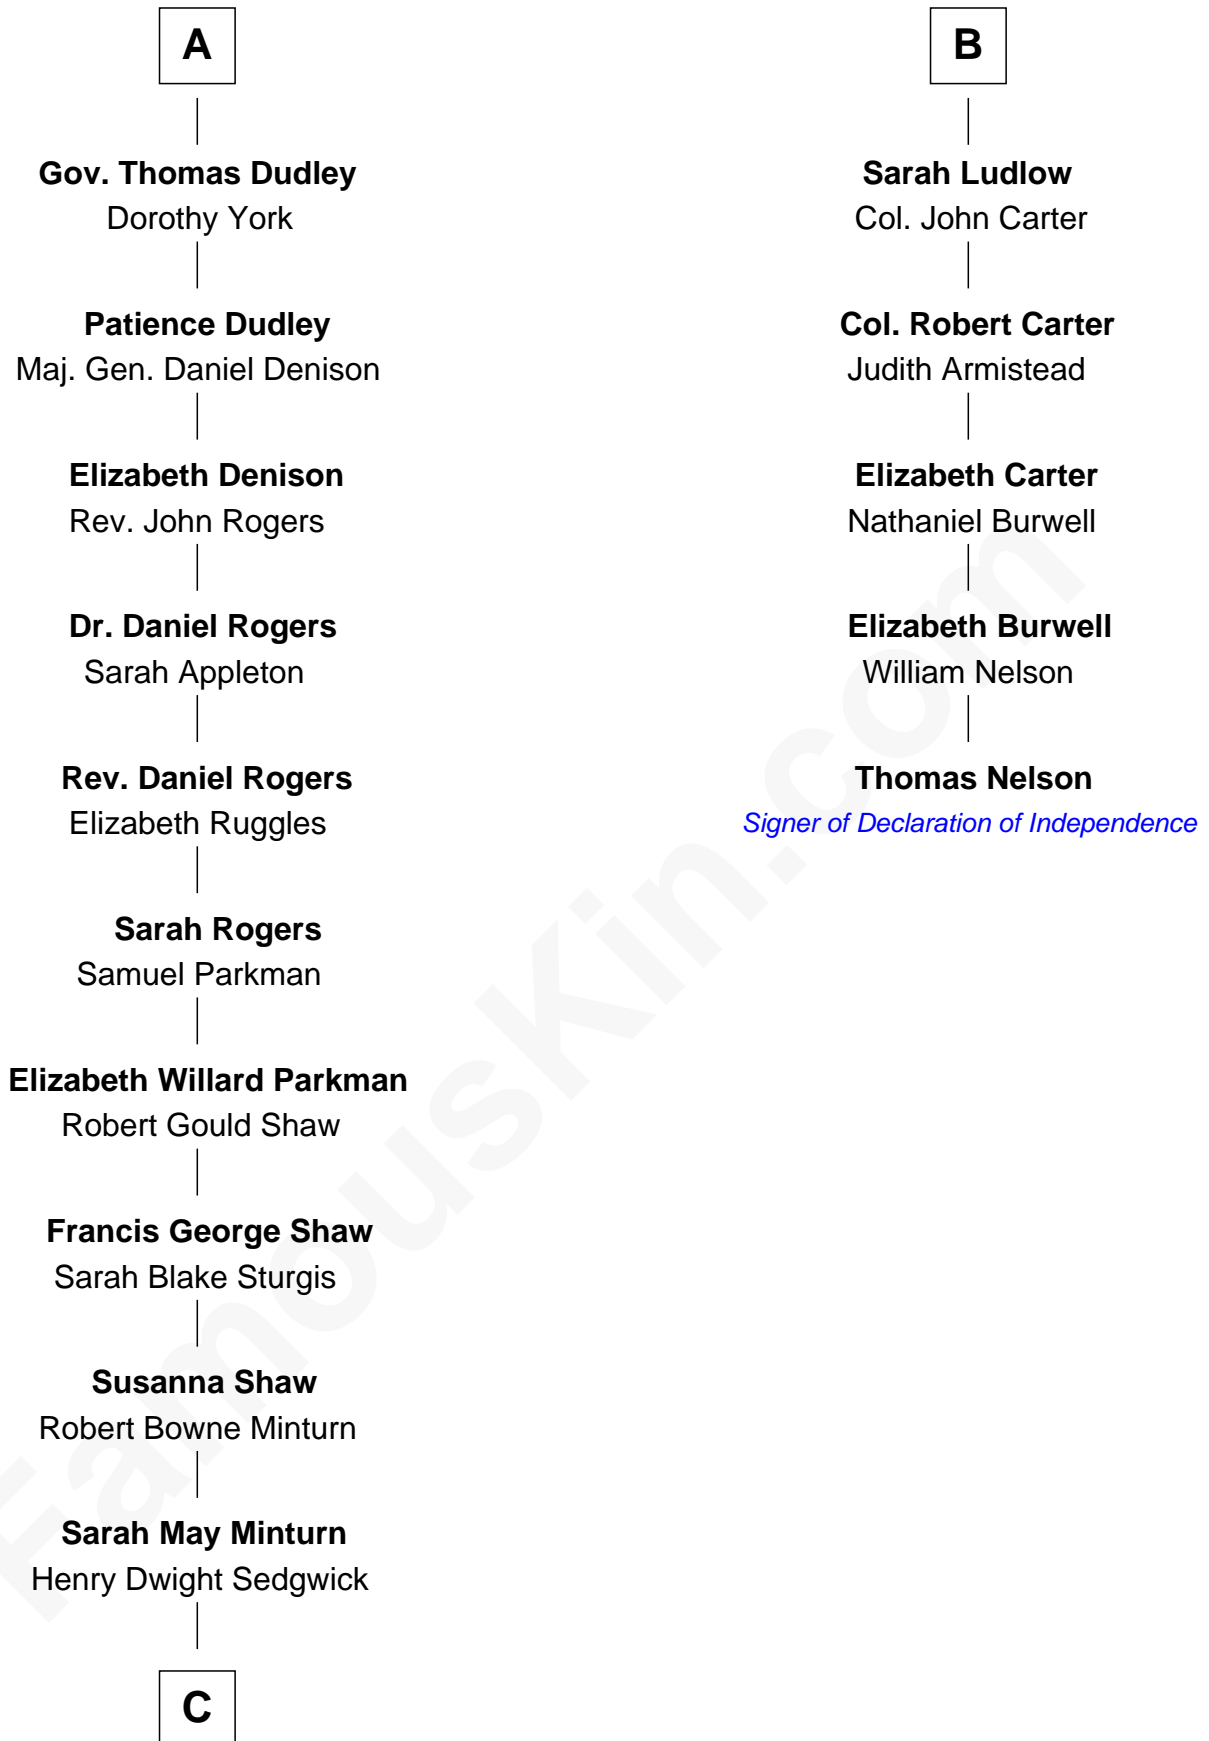 A
Gov. Thomas Dudley
Dorothy York
Patience Dudley
Maj. Gen. Daniel Denison
Elizabeth Denison
Rev. John Rogers
Dr. Daniel Rogers
Sarah Appleton
Rev. Daniel Rogers
Elizabeth Ruggles
Sarah Rogers
Samuel Parkman
Elizabeth Willard Parkman
Robert Gould Shaw
Francis George Shaw
Sarah Blake Sturgis
Susanna Shaw
Robert Bowne Minturn
Sarah May Minturn
Henry Dwight Sedgwick
C
B
Sarah Ludlow
Col. John Carter
Col. Robert Carter
Judith Armistead
Elizabeth Carter
Nathaniel Burwell
Elizabeth Burwell
William Nelson
Thomas Nelson
Signer of Declaration of Independence
FamousKin.com